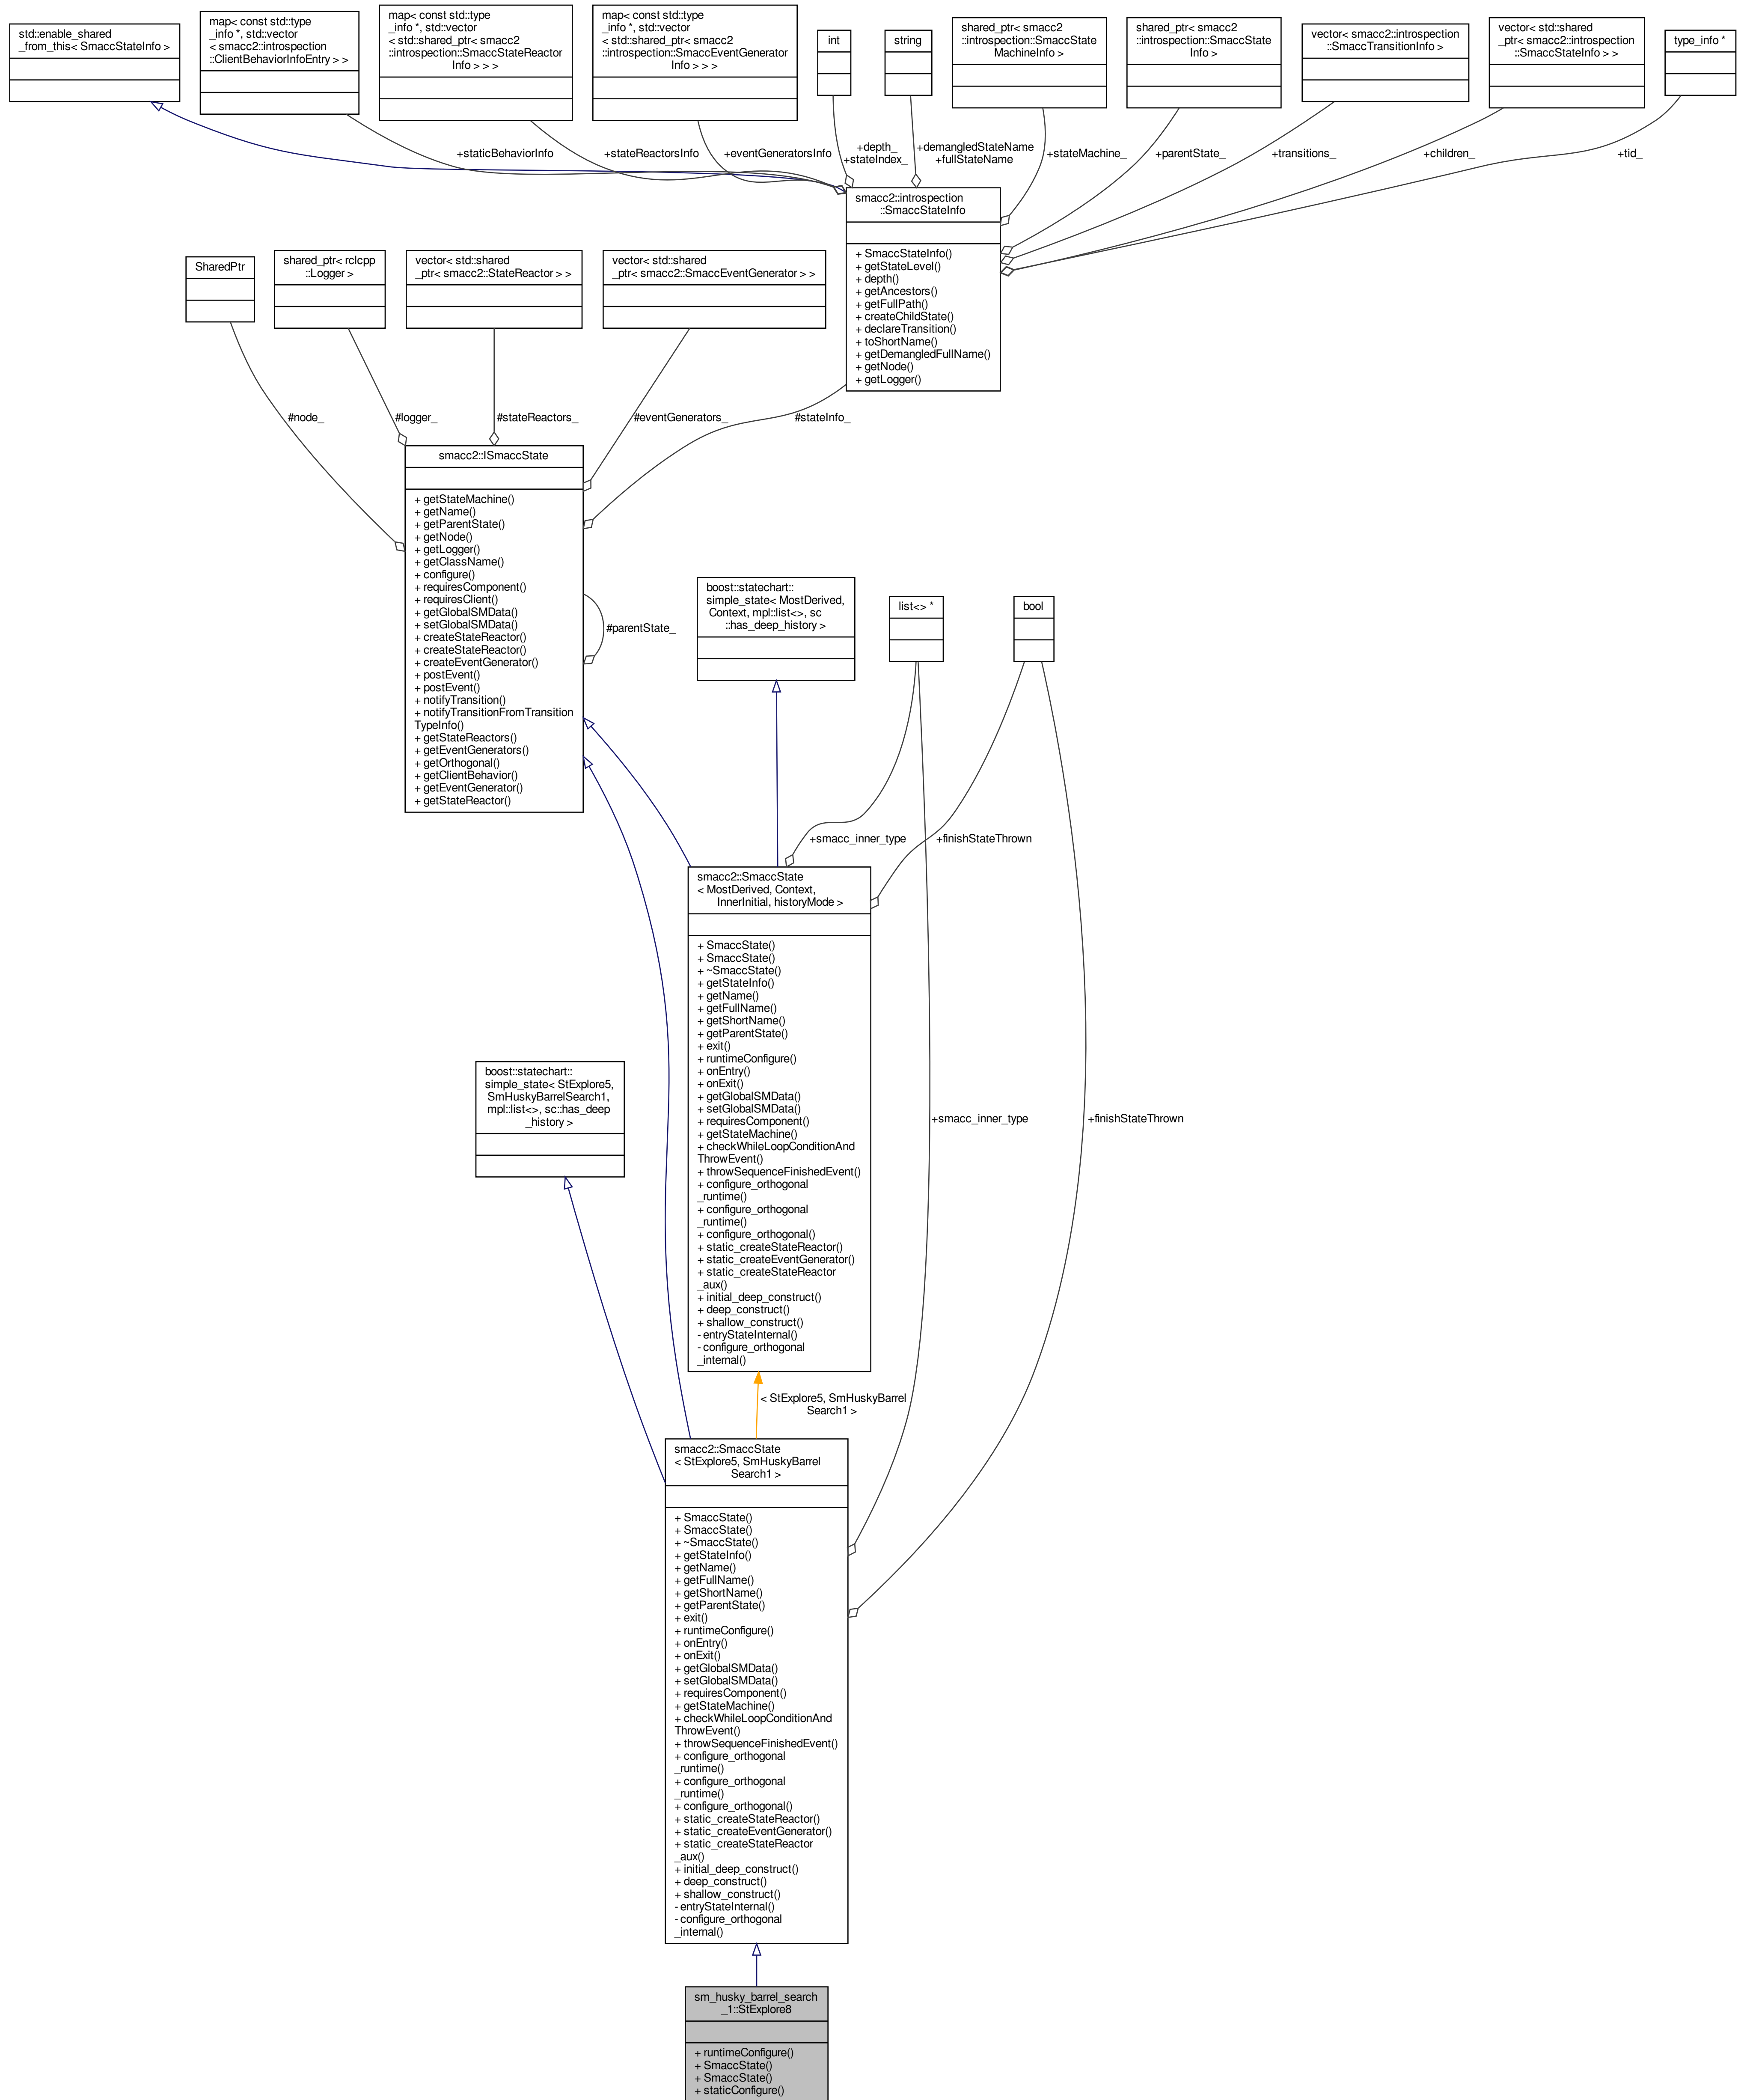 std::enable_shared
_from_this< SmaccStateInfo >
map< const std::type
_info *, std::vector
< smacc2::introspection
::ClientBehaviorInfoEntry > >
map< const std::type
_info *, std::vector
< std::shared_ptr< smacc2
::introspection::SmaccStateReactor
Info > > >
map< const std::type
_info *, std::vector
< std::shared_ptr< smacc2
::introspection::SmaccEventGenerator
Info > > >
int
string
shared_ptr< smacc2
::introspection::SmaccState
MachineInfo >
shared_ptr< smacc2
::introspection::SmaccState
Info >
vector< smacc2::introspection
::SmaccTransitionInfo >
vector< std::shared
_ptr< smacc2::introspection
::SmaccStateInfo > >
type_info *
+staticBehaviorInfo
+stateReactorsInfo
+eventGeneratorsInfo
+depth_
+stateIndex_
+demangledStateName
+fullStateName
+stateMachine_
+parentState_
+transitions_
+children_
+tid_
smacc2::introspection
::SmaccStateInfo
+ SmaccStateInfo()
+ getStateLevel()
+ depth()
+ getAncestors()
+ getFullPath()
+ createChildState()
+ declareTransition()
+ toShortName()
+ getDemangledFullName()
+ getNode()
+ getLogger()
SharedPtr
shared_ptr< rclcpp
::Logger >
vector< std::shared
_ptr< smacc2::StateReactor > >
vector< std::shared
_ptr< smacc2::SmaccEventGenerator > >
#node_
#logger_
#stateReactors_
#eventGenerators_
#stateInfo_
smacc2::ISmaccState
+ getStateMachine()
+ getName()
+ getParentState()
+ getNode()
+ getLogger()
+ getClassName()
+ configure()
+ requiresComponent()
+ requiresClient()
+ getGlobalSMData()
+ setGlobalSMData()
+ createStateReactor()
+ createStateReactor()
+ createEventGenerator()
+ postEvent()
+ postEvent()
+ notifyTransition()
+ notifyTransitionFromTransition
TypeInfo()
+ getStateReactors()
+ getEventGenerators()
+ getOrthogonal()
+ getClientBehavior()
+ getEventGenerator()
+ getStateReactor()
#parentState_
boost::statechart::
simple_state< MostDerived,
Context, mpl::list<>, sc
::has_deep_history >
list<> *
bool
+smacc_inner_type
+finishStateThrown
smacc2::SmaccState
< MostDerived, Context,
InnerInitial, historyMode >
+ SmaccState()
+ SmaccState()
+ ~SmaccState()
+ getStateInfo()
+ getName()
+ getFullName()
+ getShortName()
+ getParentState()
+ exit()
+ runtimeConfigure()
+ onEntry()
+ onExit()
+ getGlobalSMData()
+ setGlobalSMData()
+ requiresComponent()
+ getStateMachine()
+ checkWhileLoopConditionAnd
ThrowEvent()
+ throwSequenceFinishedEvent()
+ configure_orthogonal
_runtime()
+ configure_orthogonal
_runtime()
+ configure_orthogonal()
+ static_createStateReactor()
+ static_createEventGenerator()
+ static_createStateReactor
_aux()
+ initial_deep_construct()
+ deep_construct()
+ shallow_construct()
- entryStateInternal()
- configure_orthogonal
_internal()
boost::statechart::
simple_state< StExplore5,
SmHuskyBarrelSearch1,
mpl::list<>, sc::has_deep
_history >
+smacc_inner_type
+finishStateThrown
< StExplore5, SmHuskyBarrel
Search1 >
smacc2::SmaccState
< StExplore5, SmHuskyBarrel
Search1 >
+ SmaccState()
+ SmaccState()
+ ~SmaccState()
+ getStateInfo()
+ getName()
+ getFullName()
+ getShortName()
+ getParentState()
+ exit()
+ runtimeConfigure()
+ onEntry()
+ onExit()
+ getGlobalSMData()
+ setGlobalSMData()
+ requiresComponent()
+ getStateMachine()
+ checkWhileLoopConditionAnd
ThrowEvent()
+ throwSequenceFinishedEvent()
+ configure_orthogonal
_runtime()
+ configure_orthogonal
_runtime()
+ configure_orthogonal()
+ static_createStateReactor()
+ static_createEventGenerator()
+ static_createStateReactor
_aux()
+ initial_deep_construct()
+ deep_construct()
+ shallow_construct()
- entryStateInternal()
- configure_orthogonal
_internal()
sm_husky_barrel_search
_1::StExplore8
+ runtimeConfigure()
+ SmaccState()
+ SmaccState()
+ staticConfigure()